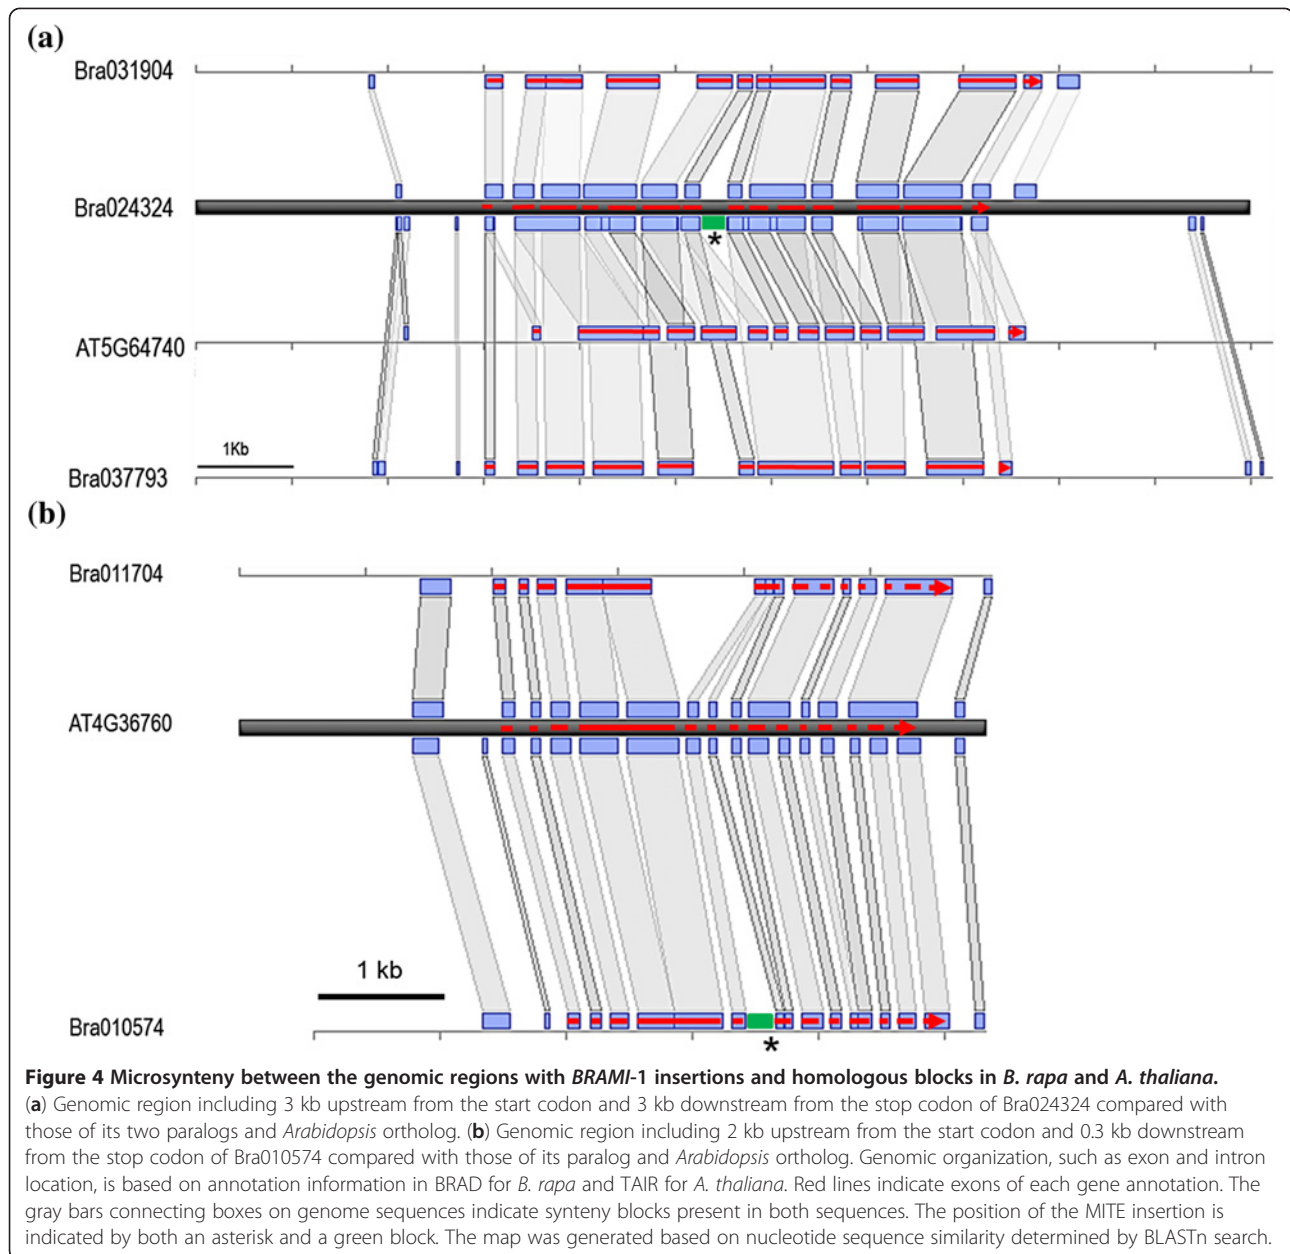 (a)
Bra031904
Bra024324
*
AT5G64740
1Kb
Bra037793
(b)
Bra011704
AT4G36760
1 kb
Bra010574
*
Figure 4 Microsynteny between the genomic regions with BRAMI-1 insertions and homologous blocks in B. rapa and A. thaliana.
(a) Genomic region including 3 kb upstream from the start codon and 3 kb downstream from the stop codon of Bra024324 compared with
those of its two paralogs and Arabidopsis ortholog. (b) Genomic region including 2 kb upstream from the start codon and 0.3 kb downstream
from the stop codon of Bra010574 compared with those of its paralog and Arabidopsis ortholog. Genomic organization, such as exon and intron
location, is based on annotation information in BRAD for B. rapa and TAIR for A. thaliana. Red lines indicate exons of each gene annotation. The
gray bars connecting boxes on genome sequences indicate synteny blocks present in both sequences. The position of the MITE insertion is
indicated by both an asterisk and a green block. The map was generated based on nucleotide sequence similarity determined by BLASTn search.